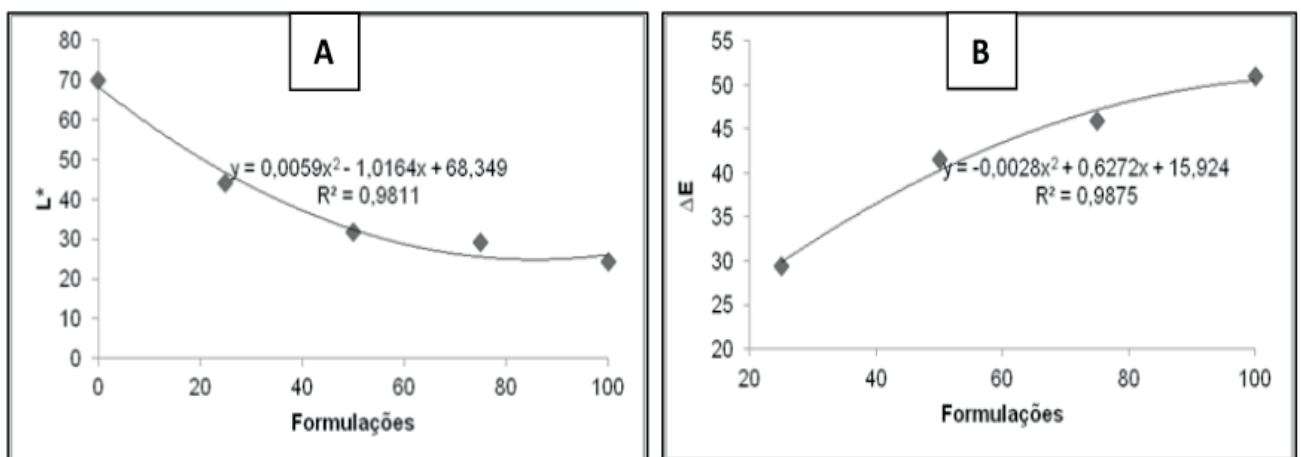 A
80
70
60
50
40
30
20
10
0
L*
y = 0,0059x² - 1,0164x + 68,349
R² = 0,9811
0 20 40 60 80 100
Formulações
B
55
50
45
40
35
30
25
20
ΔE
y = -0,0028x² + 0,6272x + 15,924
R² = 0,9875
20 40 60 80 100
Formulações